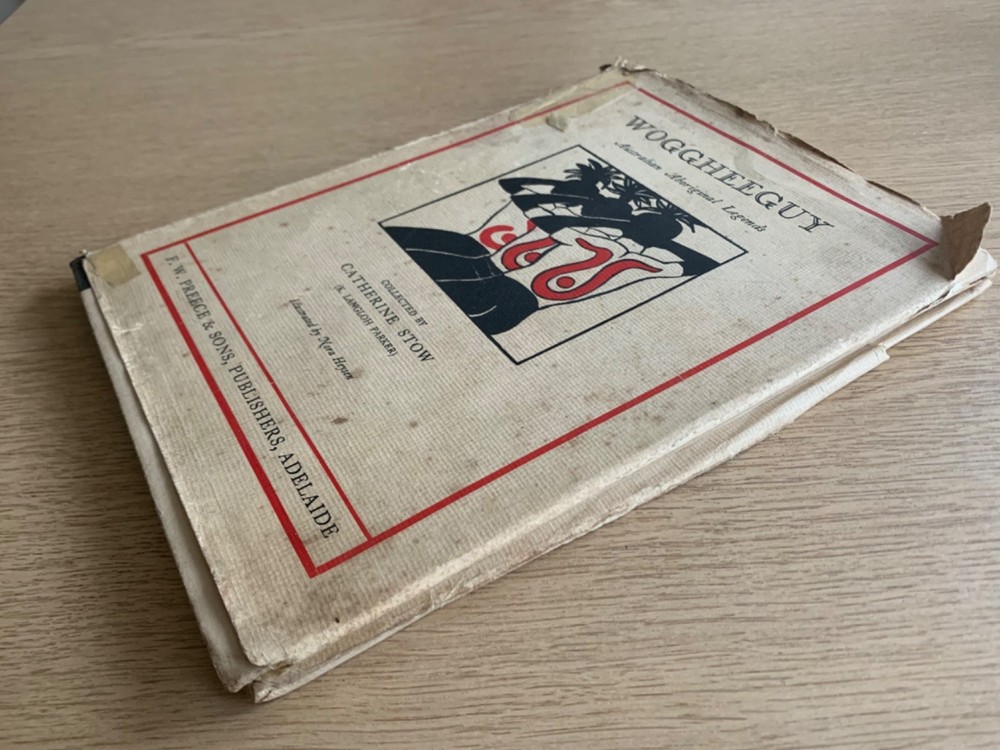 WOGGHEEGUY
Australian Aboriginal Legends
COLLECTED BY
CATHERINE STOW
(K. LANGLOH PARKER)
Illustrated by Nora Heysen
F. W. PREECE & SONS, PUBLISHERS, ADELAIDE